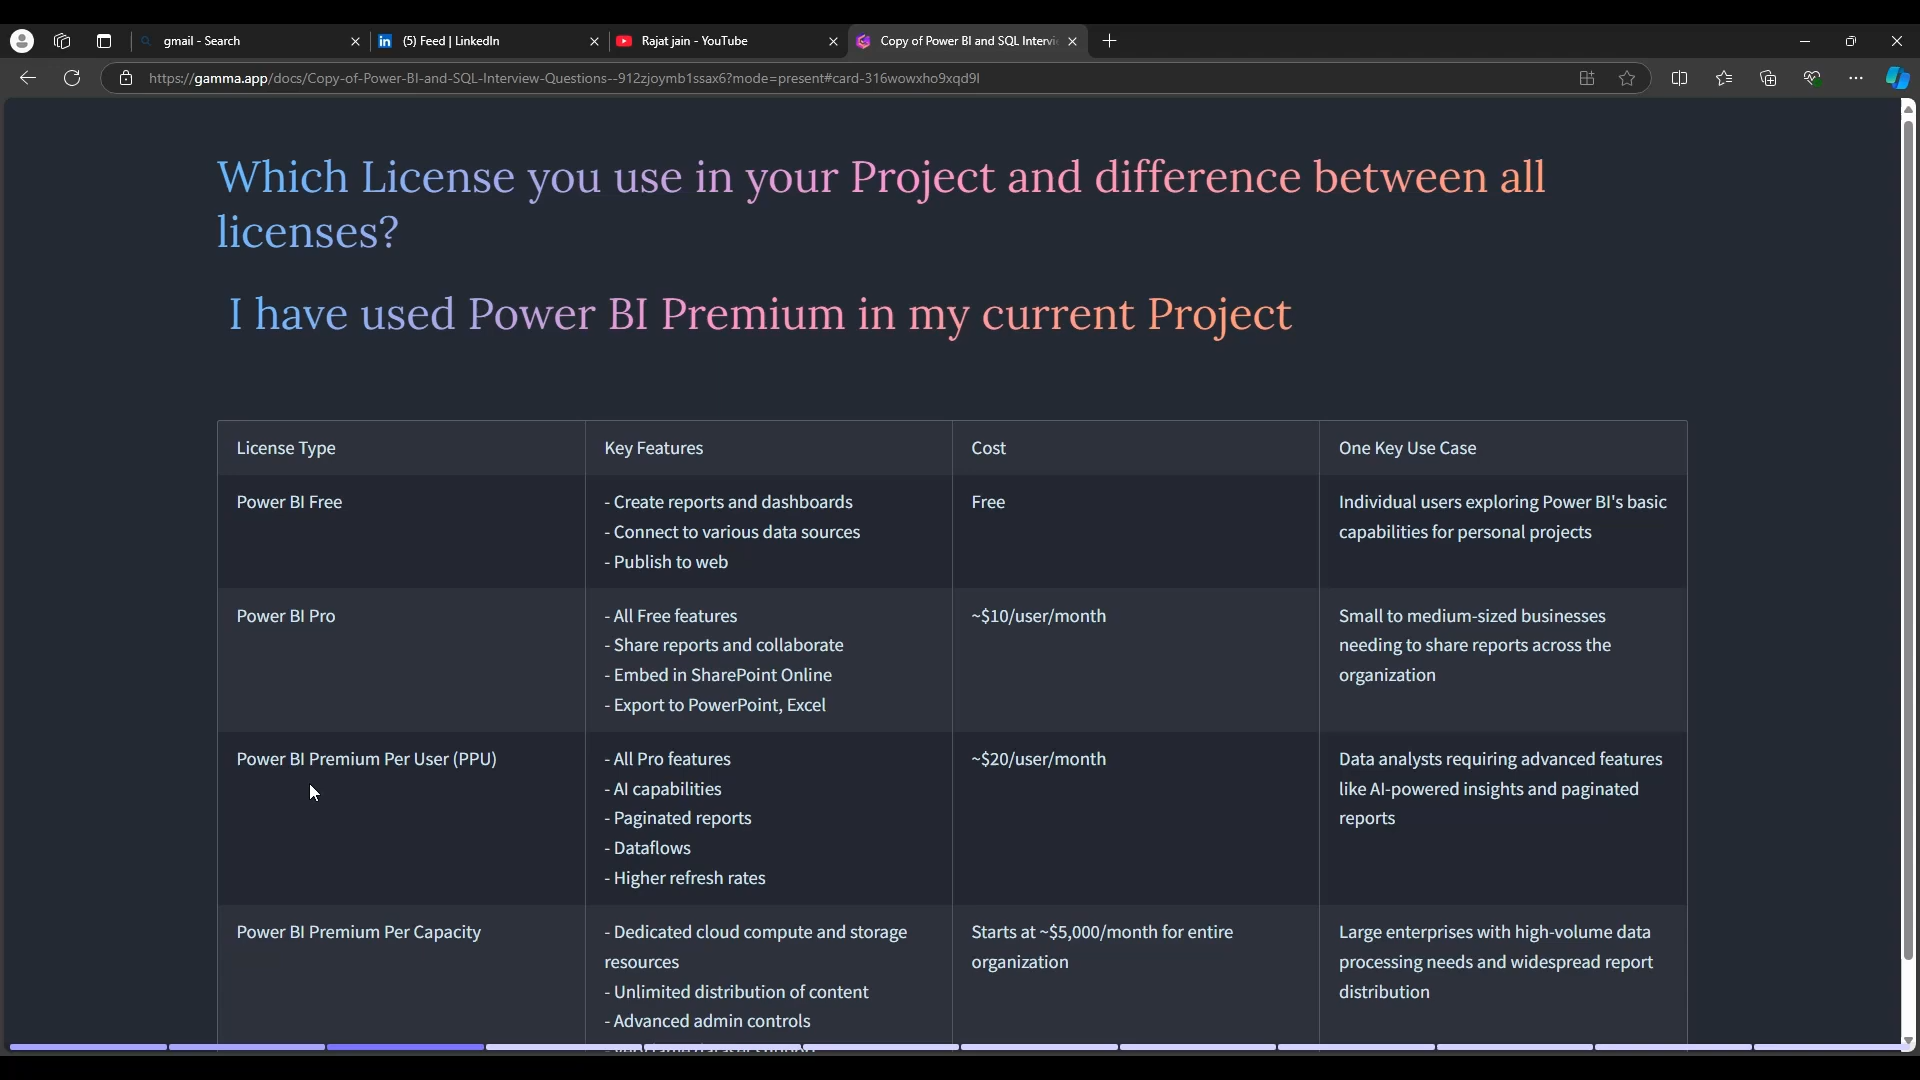 gmail - Search
(5) Feed | LinkedIn
Rajat jain - YouTube
Copy of Power BI and SQL Intervi
https://gamma.app/docs/Copy-of-Power-BI-and-SQL-Interview-Questions--912zjoymb1ssax6?mode=present#card-316wowxho9xqd9l
Which License you use in your Project and difference between all
licenses?
I have used Power BI Premium in my current Project
License Type
Key Features
Cost
One Key Use Case
Power BI Free
- Create reports and dashboards
- Connect to various data sources
- Publish to web
Free
Individual users exploring Power BI's basic
capabilities for personal projects
Power BI Pro
- All Free features
- Share reports and collaborate
- Embed in SharePoint Online
- Export to PowerPoint, Excel
~$10/user/month
Small to medium-sized businesses
needing to share reports across the
organization
Power BI Premium Per User (PPU)
- All Pro features
- AI capabilities
- Paginated reports
- Dataflows
- Higher refresh rates
~$20/user/month
Data analysts requiring advanced features
like AI-powered insights and paginated
reports
Power BI Premium Per Capacity
- Dedicated cloud compute and storage
resources
- Unlimited distribution of content
- Advanced admin controls
Starts at ~$5,000/month for entire
organization
Large enterprises with high-volume data
processing needs and widespread report
distribution